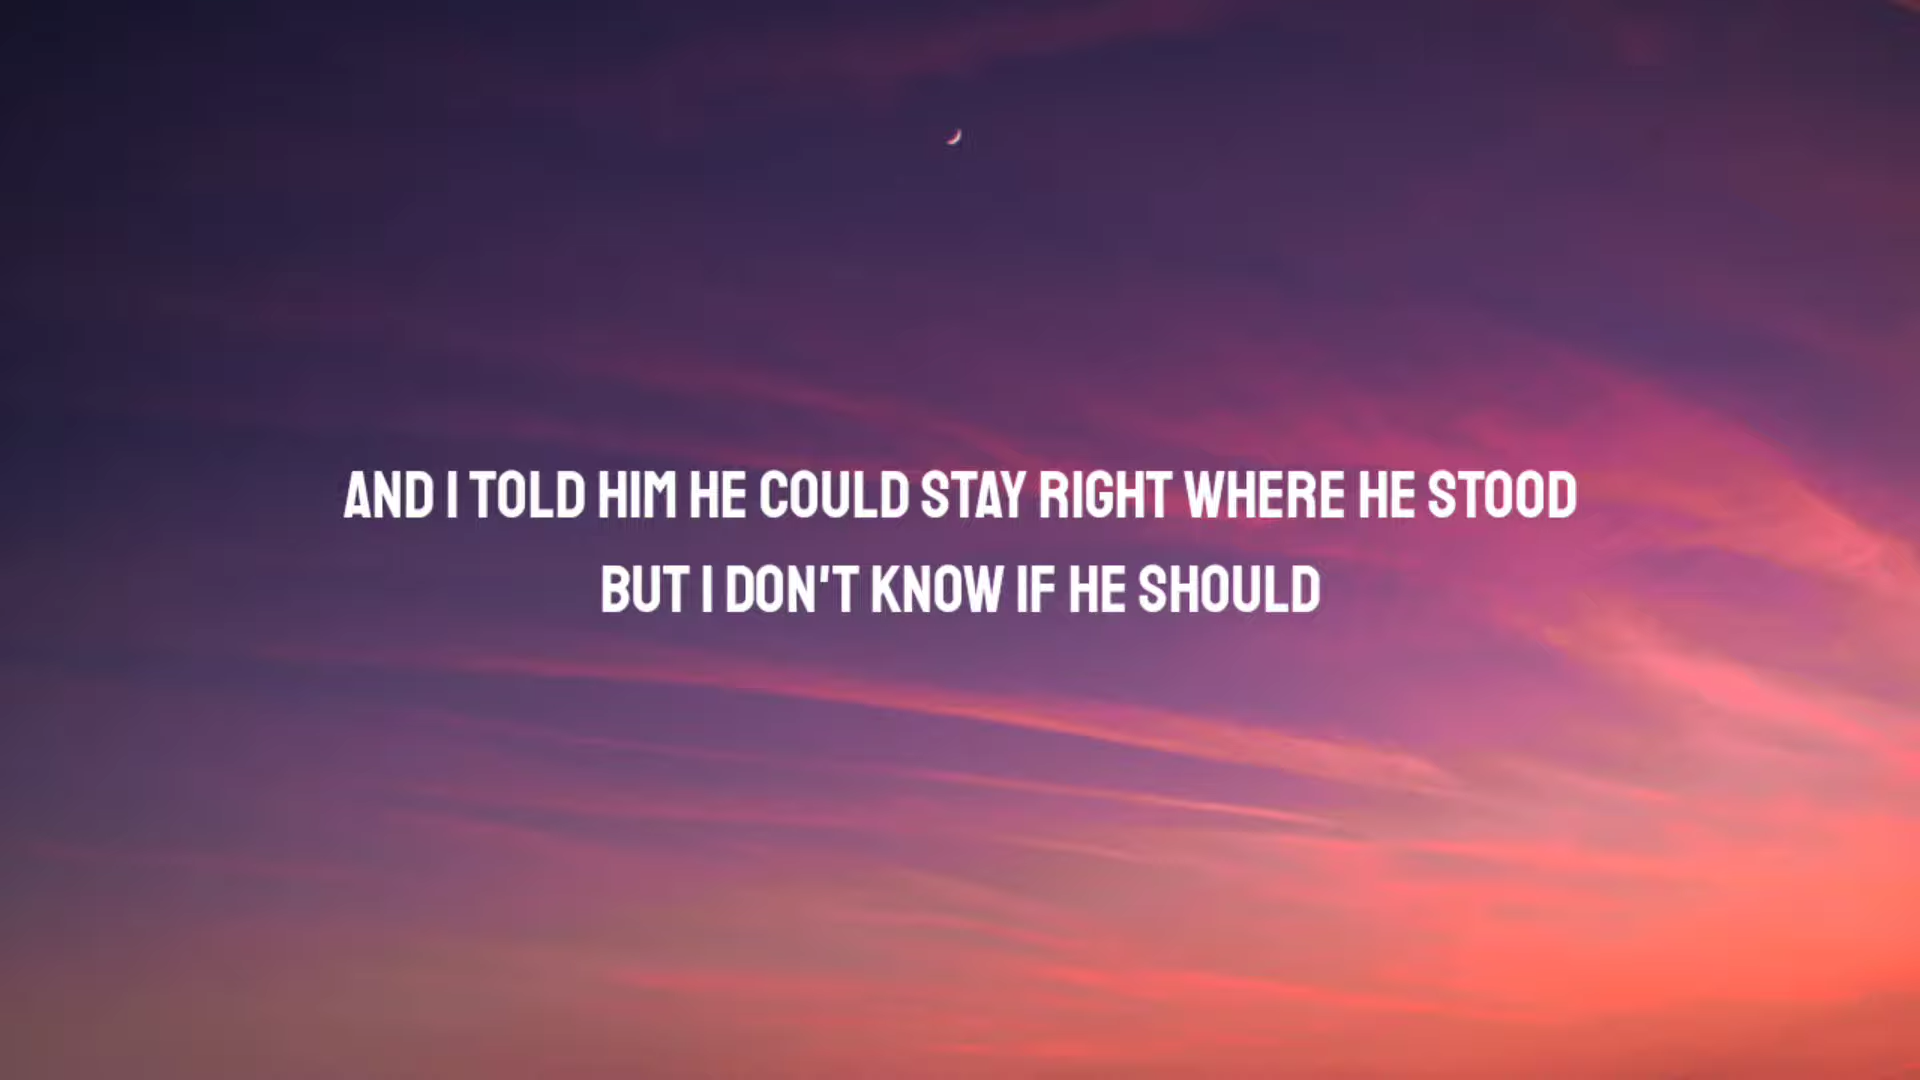 AND I TOLD HIM HE COULD STAY RIGHT WHERE HE STOOD
BUT I DON'T KNOW IF HE SHOULD